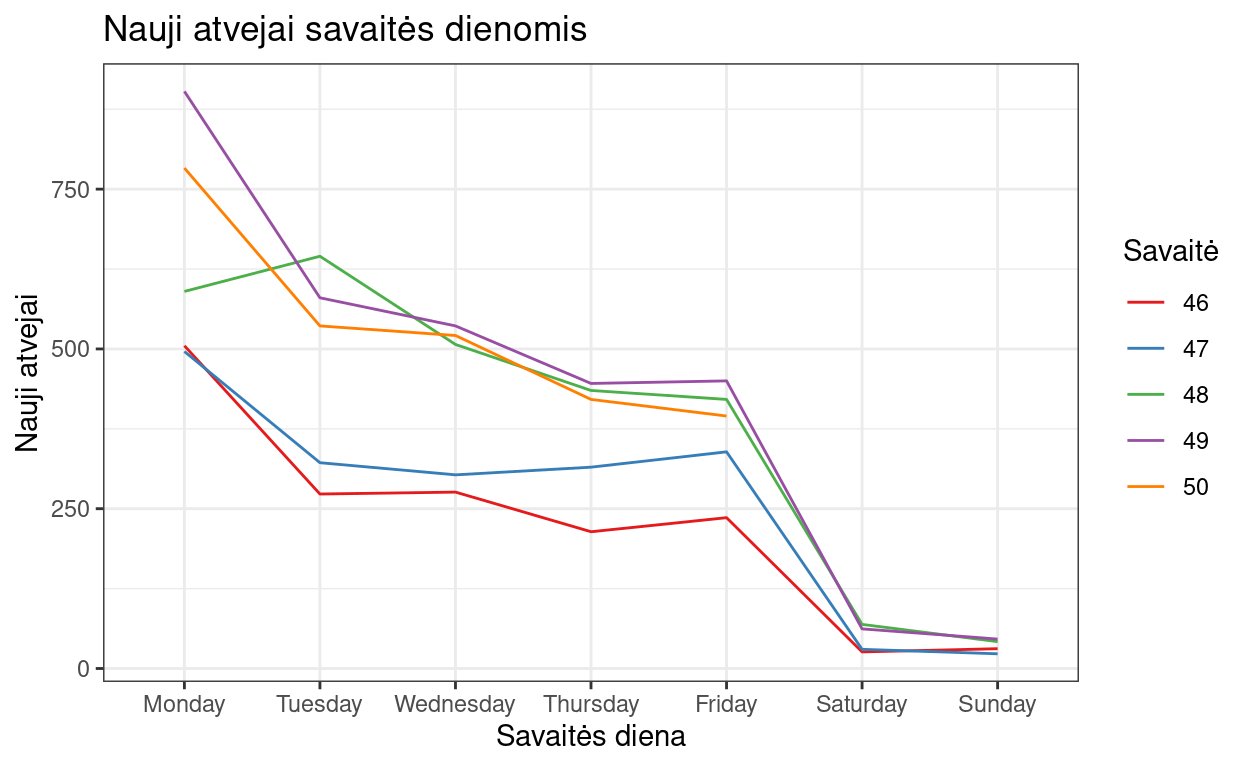 Nauji atvejai savaitės dienomis
Nauji atvejai
750
500
250
0
Monday Tuesday Wednesday Thursday Friday Saturday Sunday
Savaitės diena
Savaitė
46
47
48
49
50